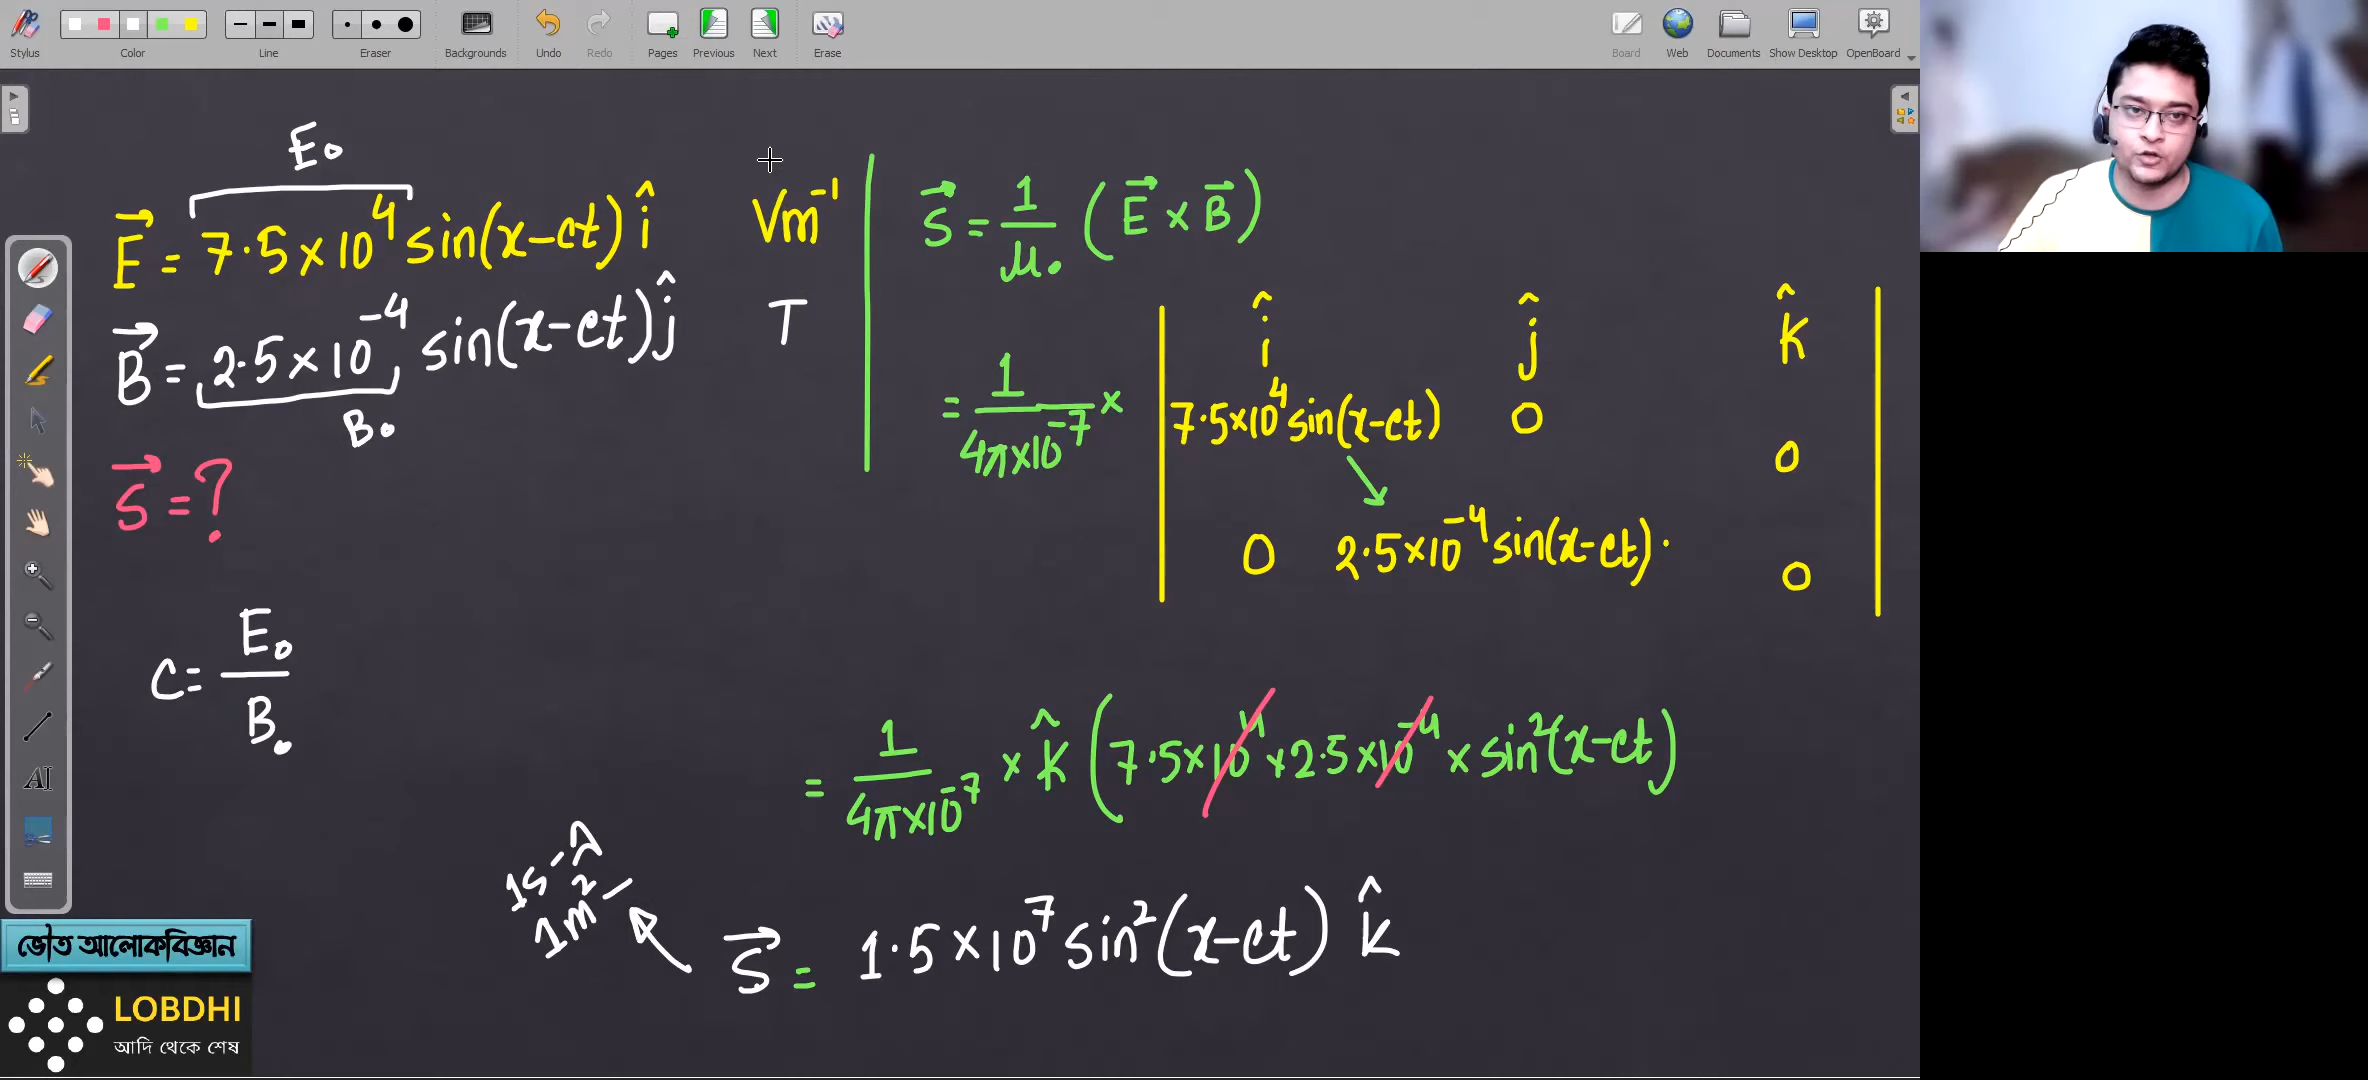 Stylus
Color
Line
Eraser
Backgrounds
Undo
Redo
Pages
Previous
Next
Erase
Board
Web
Documents
Show Desktop
OpenBoard
E₀
E⃗ = 7.5×10⁴ sin(x-ct) î Vm⁻¹
B⃗ = 2.5×10⁻⁴ sin(x-ct) ĵ T
B₀
S⃗ = ?
C = E₀/B₀
S⃗ = 1/μ₀ (E⃗ × B⃗)
= 1/4π×10⁻⁷ ×
î ĵ k̂
7.5×10⁴ sin(x-ct) 0 0
0 2.5×10⁻⁴ sin(x-ct) 0
= 1/4π×10⁻⁷ × k̂ (7.5×10⁴ × 2.5×10⁻⁴ × sin²(x-ct))
1s
1m²
S⃗ = 1.5×10⁷ sin²(x-ct) k̂
AI
ভৌত আলোকবিজ্ঞান
LOBDHI
আদি থেকে শেষ